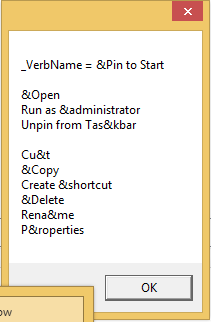 _VerbName = &Pin to Start
&Open
Run as &administrator
Unpin from Tas&kbar
Cu&t
&Copy
Create &shortcut
&Delete
Rena&me
P&roperties
OK